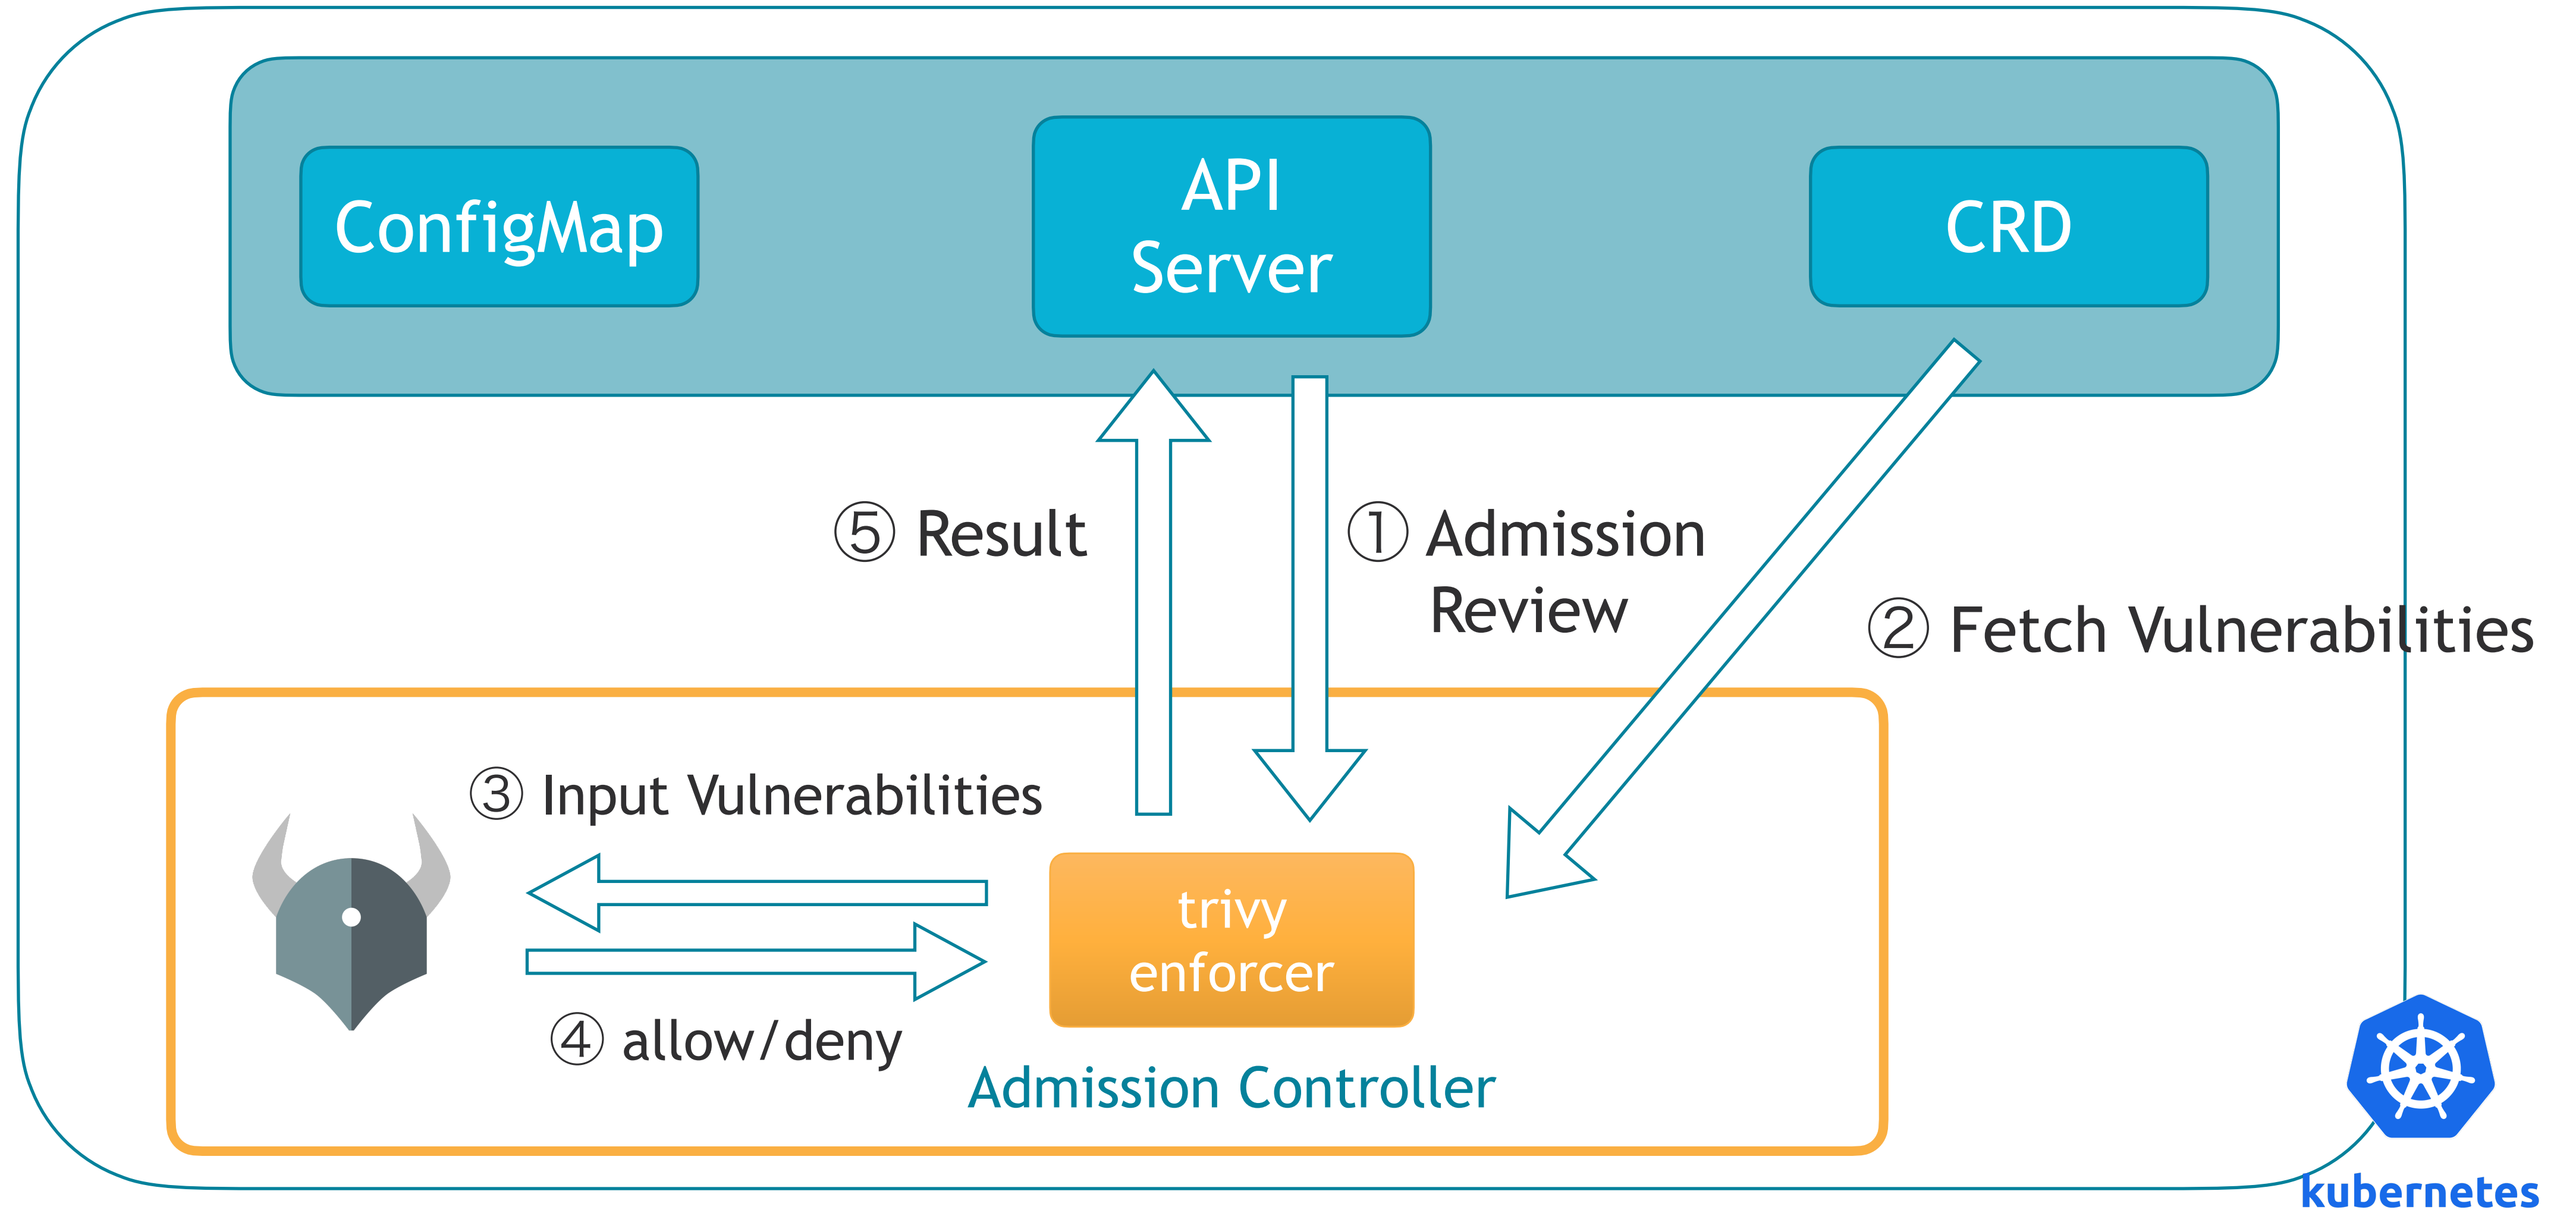 ConfigMap
API
Server
CRD
⑤ Result
① Admission
Review
② Fetch Vulnerabilities
③ Input Vulnerabilities
trivy
enforcer
④ allow/deny
Admission Controller
kubernetes